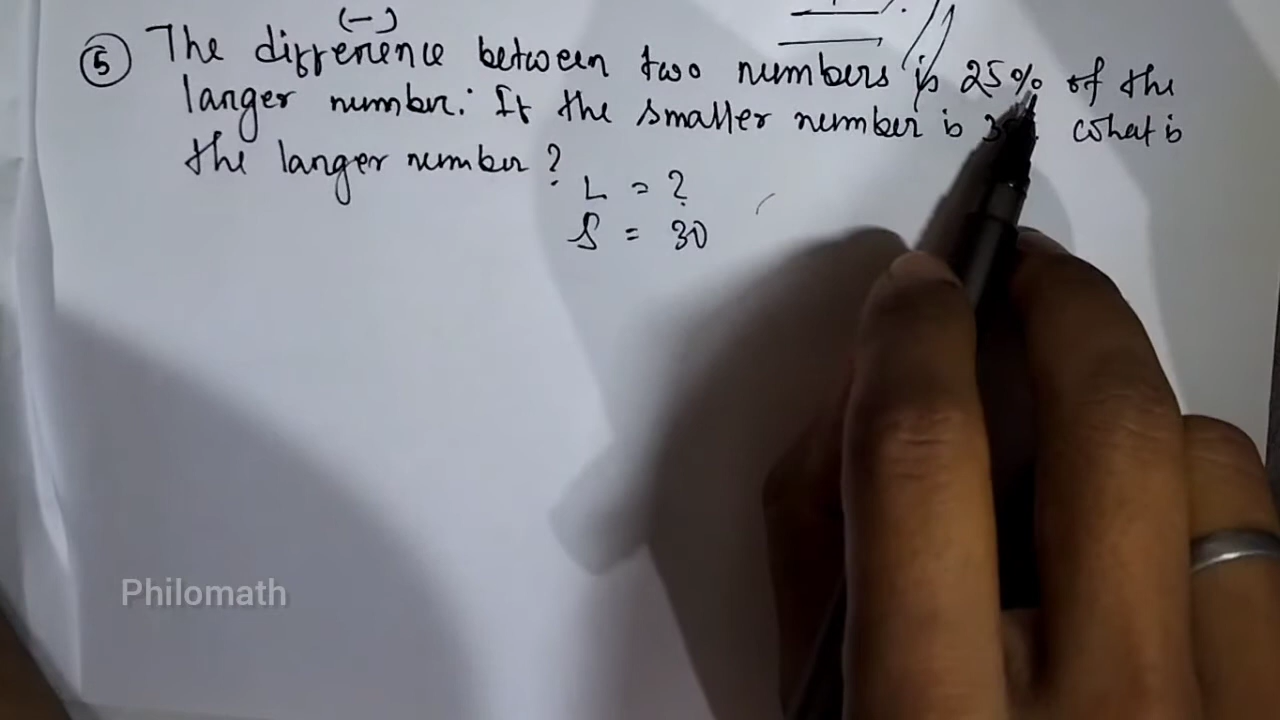 (-)
⑤ The difference between two numbers is 25% of the
larger number. If the smaller number is what is
the larger number?
L = ?
S = 30
Philomath